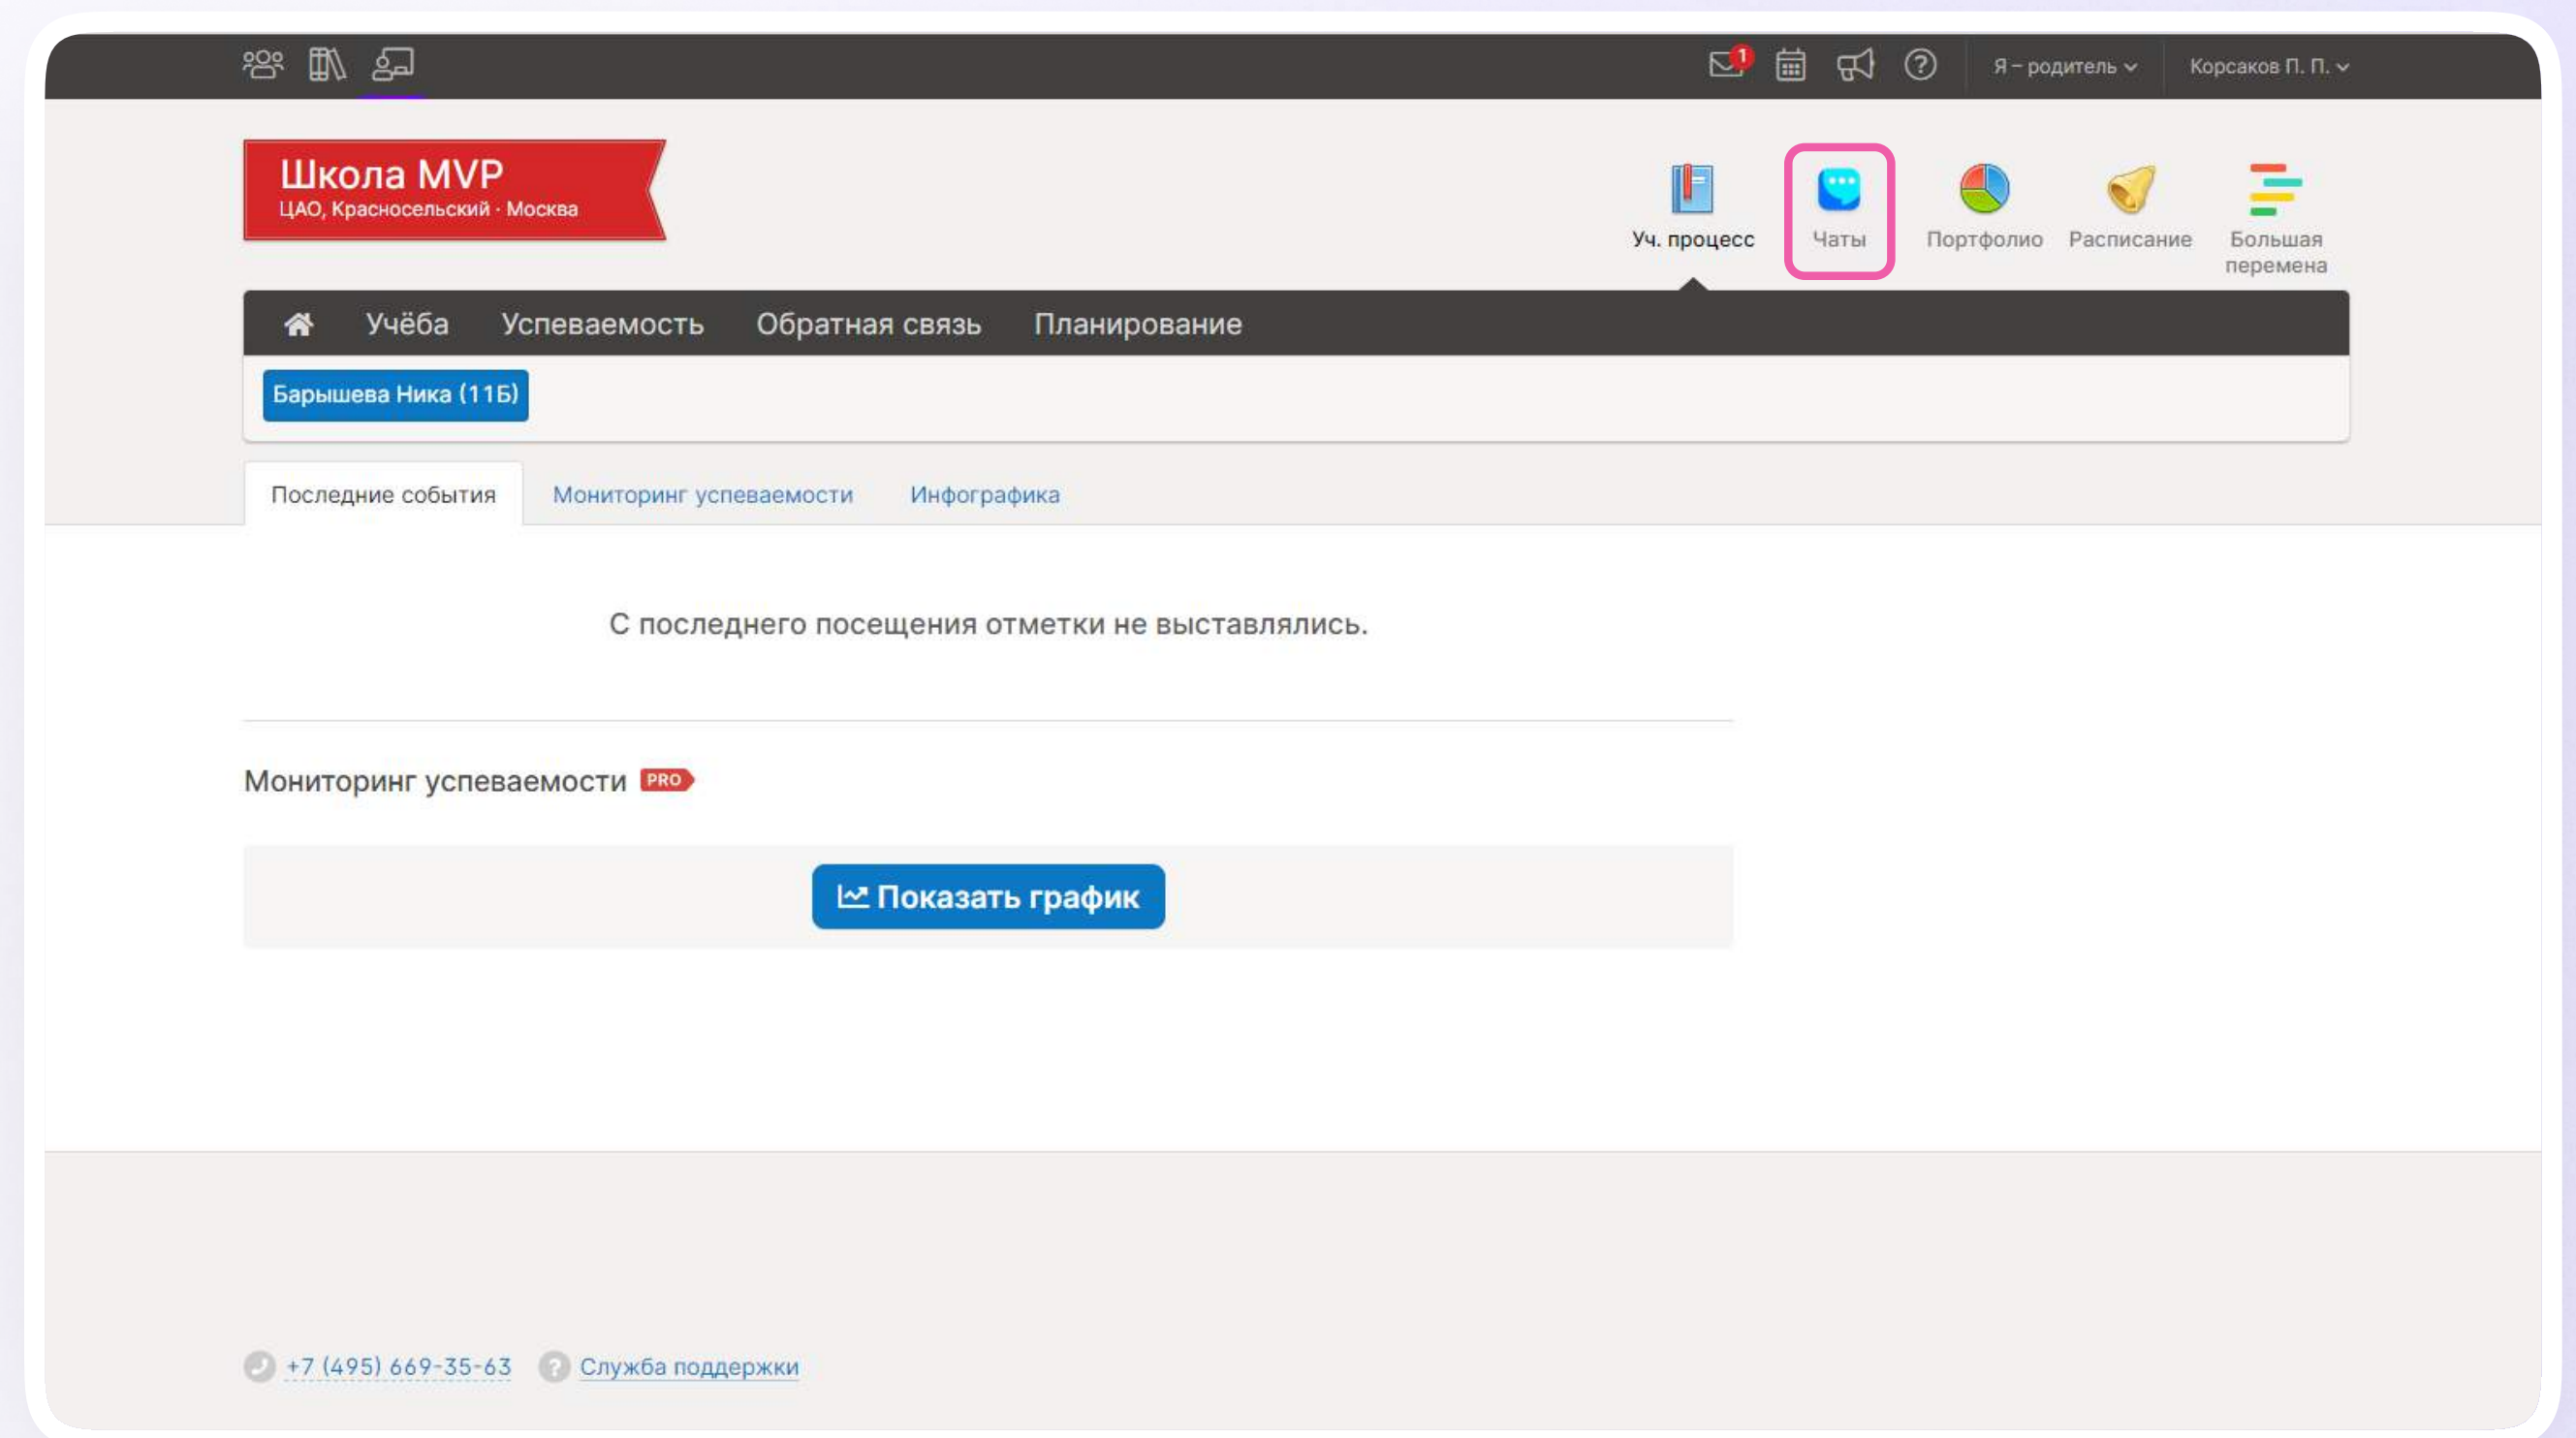 1
Я – родитель
Корсаков П. П.
Школа MVP
ЦАО, Красносельский · Москва
Уч. процесс
Чаты
Портфолио
Расписание
Большая
перемена
Учёба
Успеваемость
Обратная связь
Планирование
Барышева Ника (11Б)
Последние события
Мониторинг успеваемости
Инфографика
С последнего посещения отметки не выставлялись.
Мониторинг успеваемости PRO
Показать график
+7 (495) 669-35-63
Служба поддержки